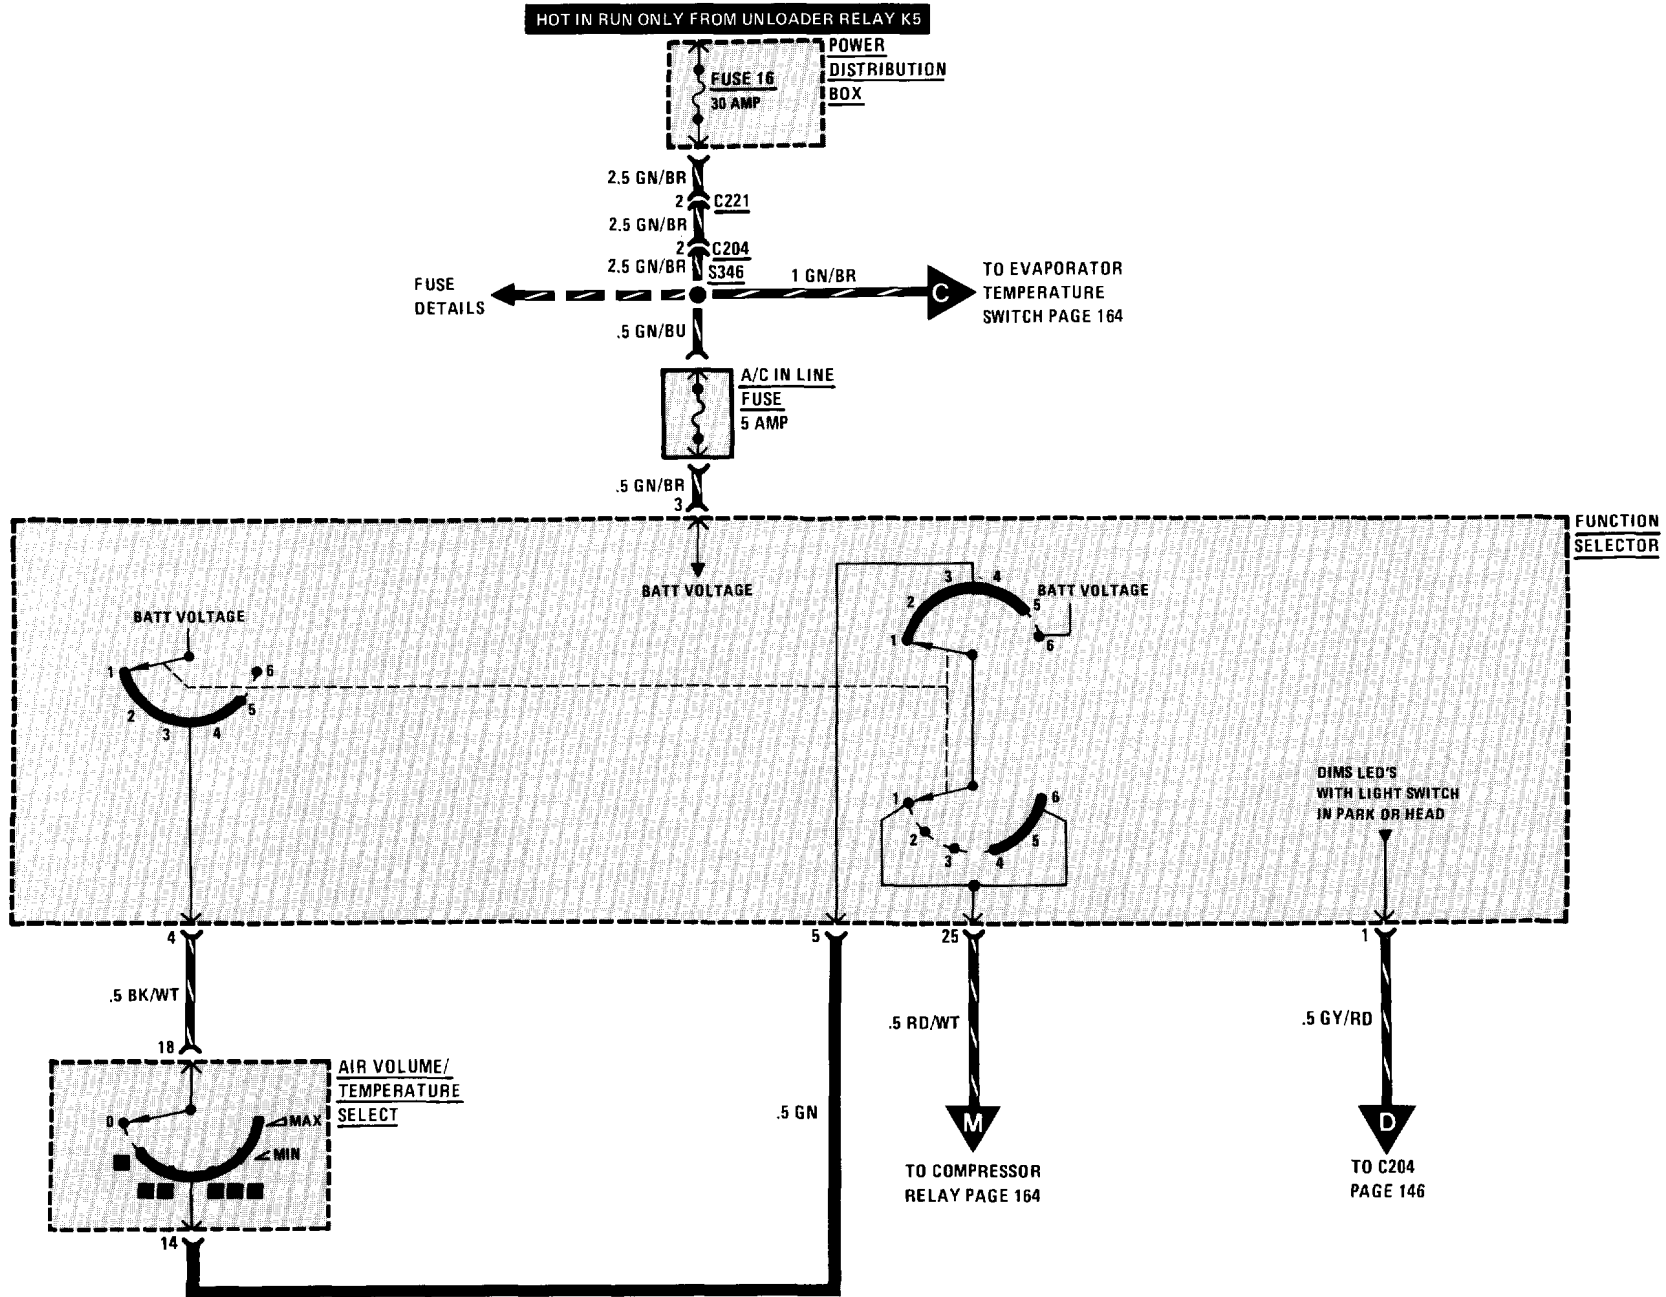 HOT IN RUN ONLY FROM UNLOADER RELAY K5
POWER
DISTRIBUTION
BOX
FUSE 16
30 AMP
2.5 GN/BR
2
C221
2.5 GN/BR
2
C204
2.5 GN/BR
S346
FUSE
DETAILS
1 GN/BR
C
TO EVAPORATOR
TEMPERATURE
SWITCH PAGE 164
.5 GN/BU
A/C IN LINE
FUSE
5 AMP
.5 GN/BR
3
FUNCTION
SELECTOR
BATT VOLTAGE
BATT VOLTAGE
1
2
3
4
5
6
BATT VOLTAGE
1
2
3
4
5
6
1
2
3
4
5
6
DIMS LED'S
WITH LIGHT SWITCH
IN PARK OR HEAD
4
5
25
1
.5 BK/WT
18
AIR VOLUME/
TEMPERATURE
SELECT
0
MAX
MIN
14
.5 GN
.5 RD/WT
M
TO COMPRESSOR
RELAY PAGE 164
.5 GY/RD
D
TO C204
PAGE 146